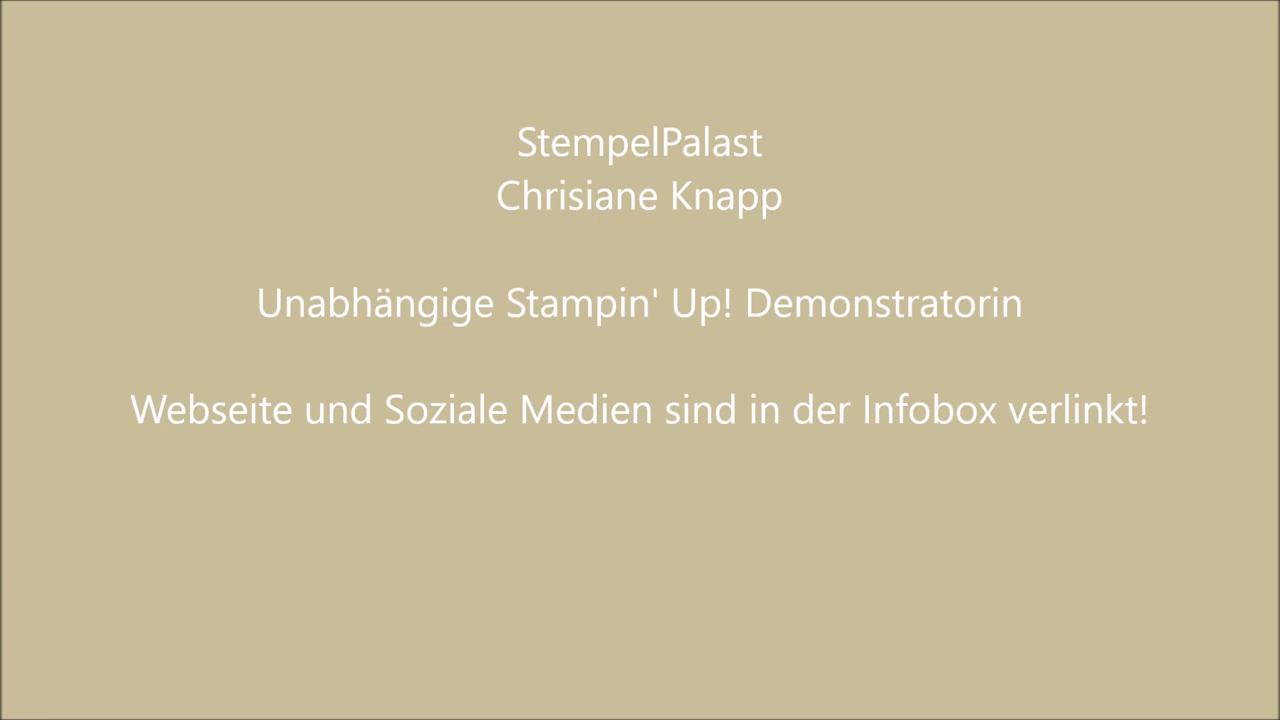 StempelPalast
Chrisiane Knapp
Unabhängige Stampin' Up! Demonstratorin
Webseite und Soziale Medien sind in der Infobox verlinkt!